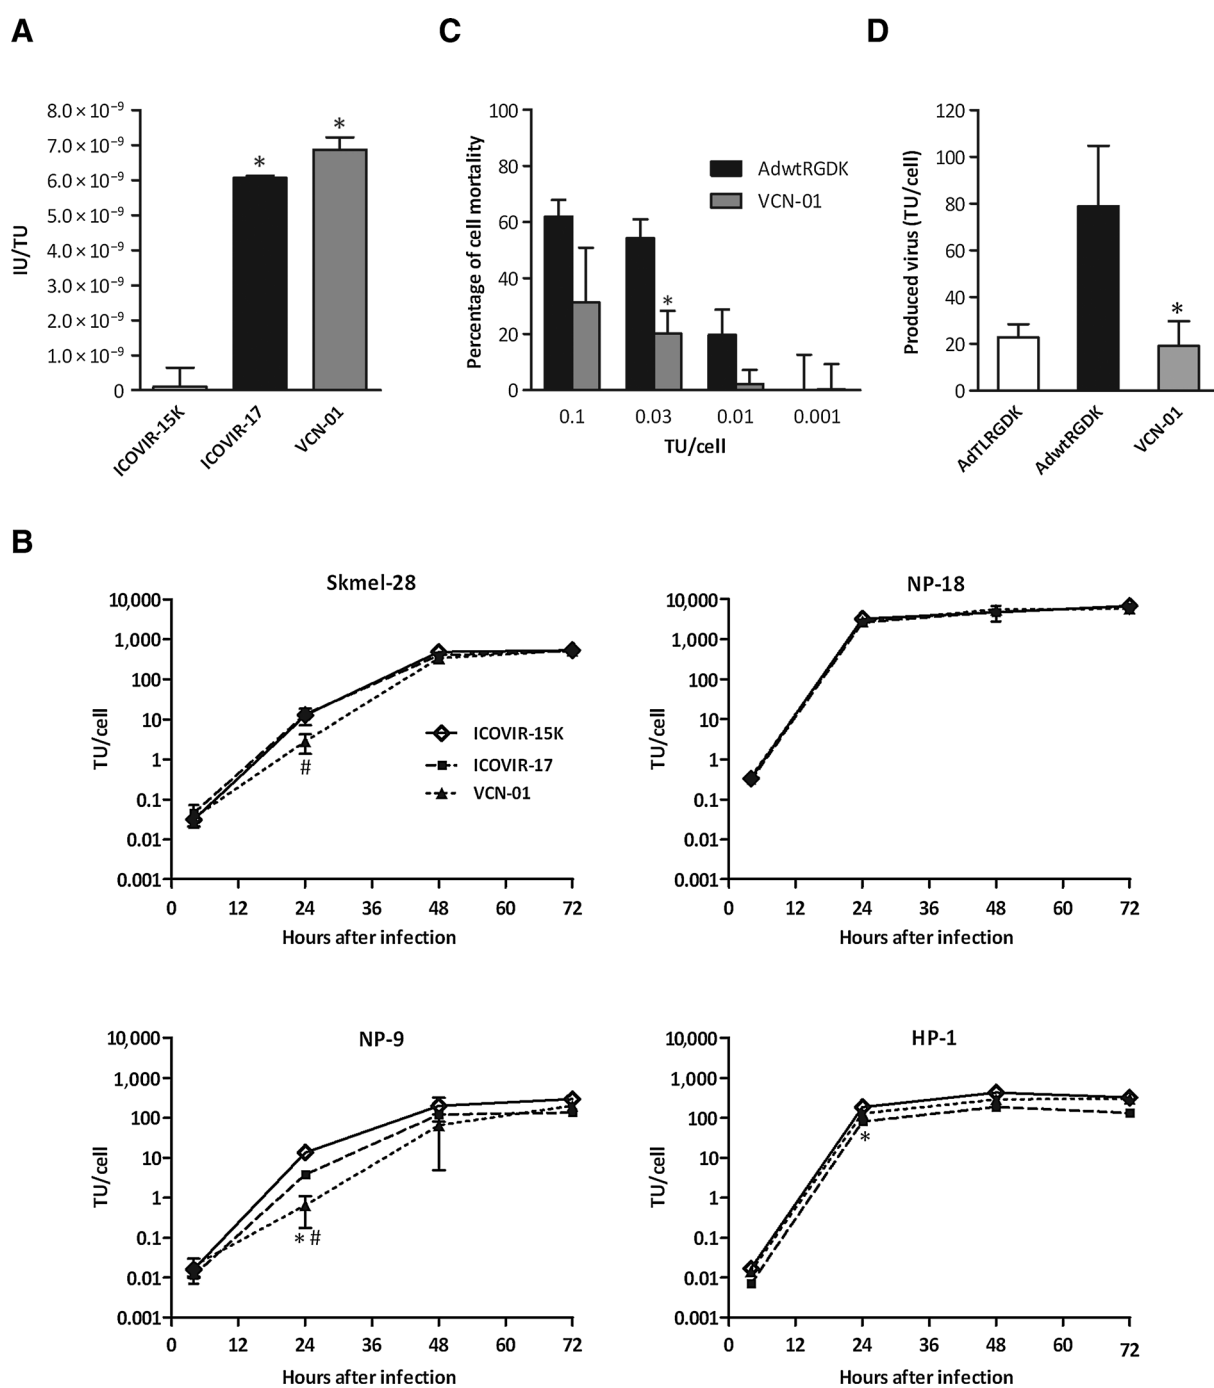 A
C
D
IU/TU
8.0 × 10⁻⁹
7.0 × 10⁻⁹
6.0 × 10⁻⁹
5.0 × 10⁻⁹
4.0 × 10⁻⁹
3.0 × 10⁻⁹
2.0 × 10⁻⁹
1.0 × 10⁻⁹
0
* *
ICOVIR-15K
ICOVIR-17
VCN-01
Percentage of cell mortality
100
80
60
40
20
0
*
AdwtRGDK
VCN-01
0.1 0.03 0.01 0.001
TU/cell
Produced virus (TU/cell)
120
100
80
60
40
20
0
*
AdTLRGDK
AdwtRGDK
VCN-01
B
Skmel-28
TU/cell
10,000
1,000
100
10
1
0.1
0.01
0.001
#
ICOVIR-15K
ICOVIR-17
VCN-01
0 12 24 36 48 60 72
Hours after infection
NP-18
TU/cell
10,000
1,000
100
10
1
0.1
0.01
0.001
0 12 24 36 48 60 72
Hours after infection
NP-9
TU/cell
10,000
1,000
100
10
1
0.1
0.01
0.001
* #
0 12 24 36 48 60 72
Hours after infection
HP-1
TU/cell
10,000
1,000
100
10
1
0.1
0.01
0.001
*
0 12 24 36 48 60 72
Hours after infection